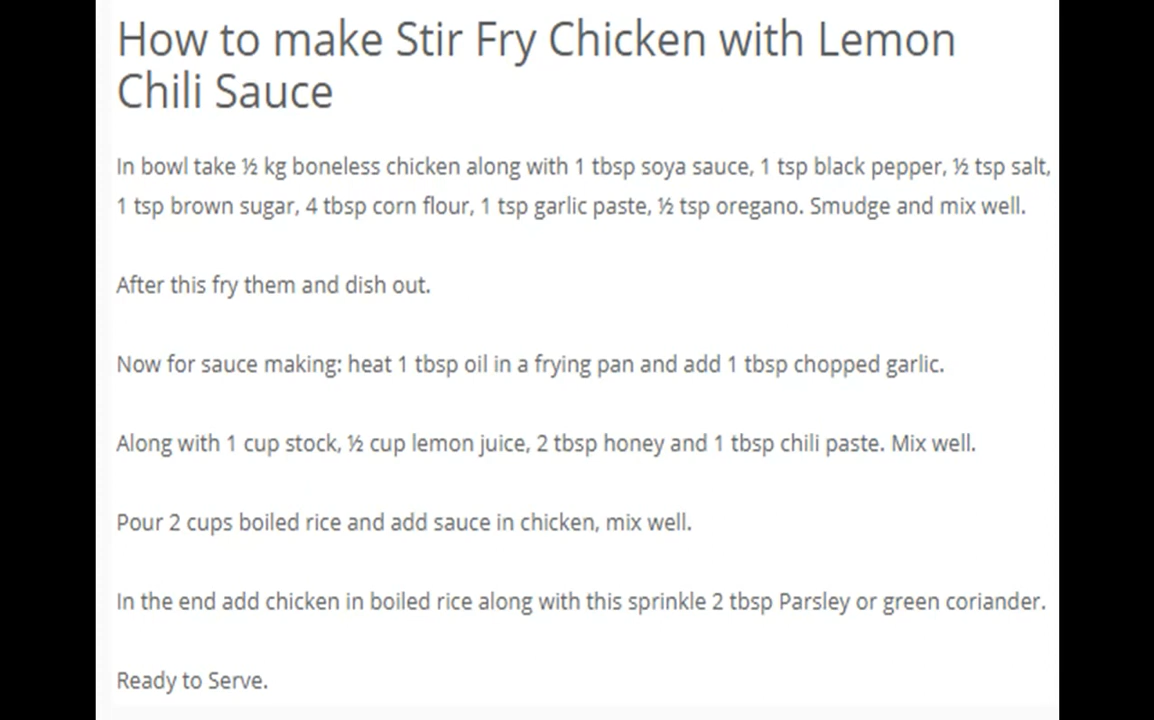 How to make Stir Fry Chicken with Lemon
Chili Sauce
In bowl take ½ kg boneless chicken along with 1 tbsp soya sauce, 1 tsp black pepper, ½ tsp salt,
1 tsp brown sugar, 4 tbsp corn flour, 1 tsp garlic paste, ½ tsp oregano. Smudge and mix well.
After this fry them and dish out.
Now for sauce making: heat 1 tbsp oil in a frying pan and add 1 tbsp chopped garlic.
Along with 1 cup stock, ½ cup lemon juice, 2 tbsp honey and 1 tbsp chili paste. Mix well.
Pour 2 cups boiled rice and add sauce in chicken, mix well.
In the end add chicken in boiled rice along with this sprinkle 2 tbsp Parsley or green coriander.
Ready to Serve.